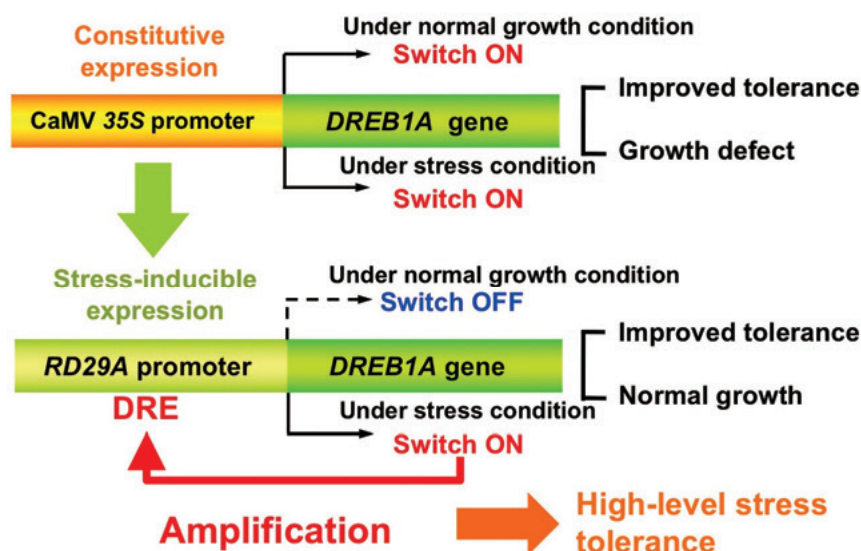 Constitutive
expression
Under normal growth condition
Switch ON
CaMV 35S promoter
DREB1A gene
Improved tolerance
Growth defect
Under stress condition
Switch ON
Stress-inducible
expression
Under normal growth condition
Switch OFF
RD29A promoter
DREB1A gene
Improved tolerance
Normal growth
DRE
Under stress condition
Switch ON
Amplification
High-level stress
tolerance